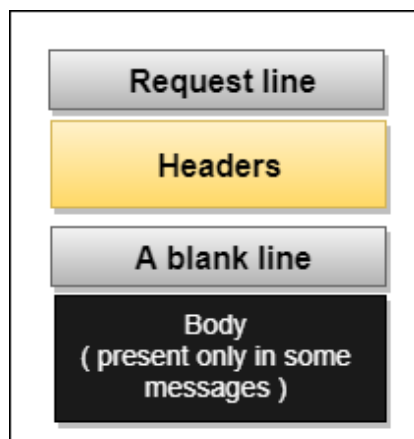 Request line
Headers
A blank line
Body
( present only in some
messages )